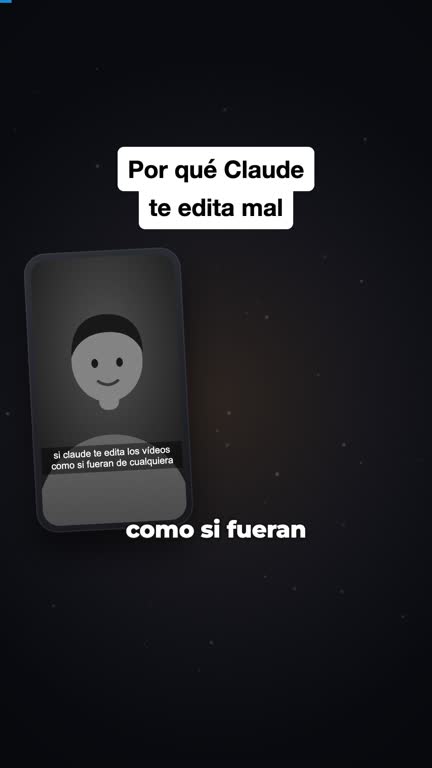 Por qué Claude
te edita mal
si claude te edita los vídeos
como si fueran de cualquiera
como si fueran